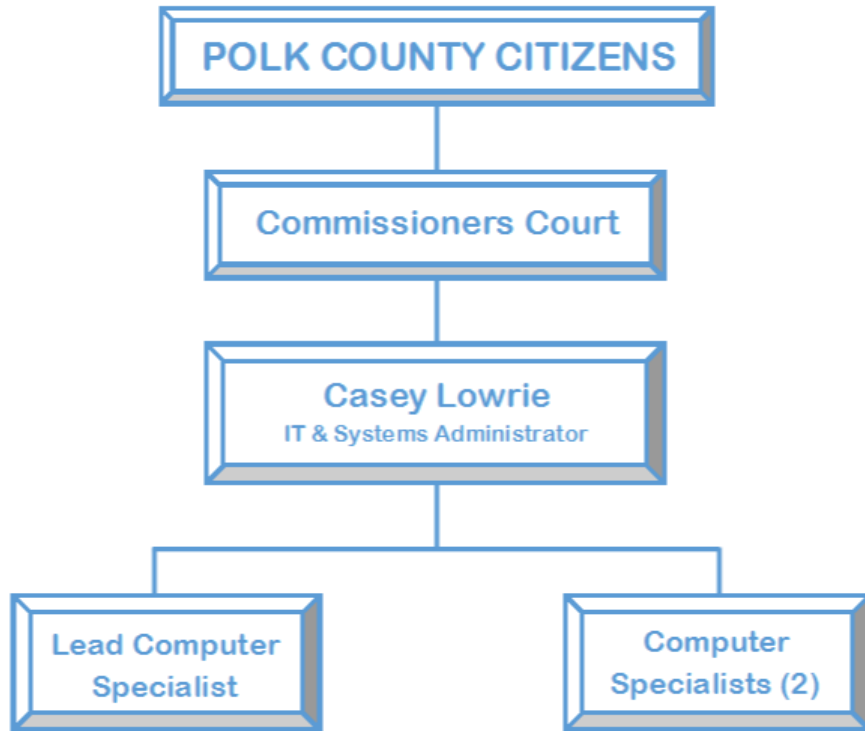 POLK COUNTY CITIZENS
Commissioners Court
Casey Lowrie
IT & Systems Administrator
Lead Computer
Specialist
Computer
Specialists (2)